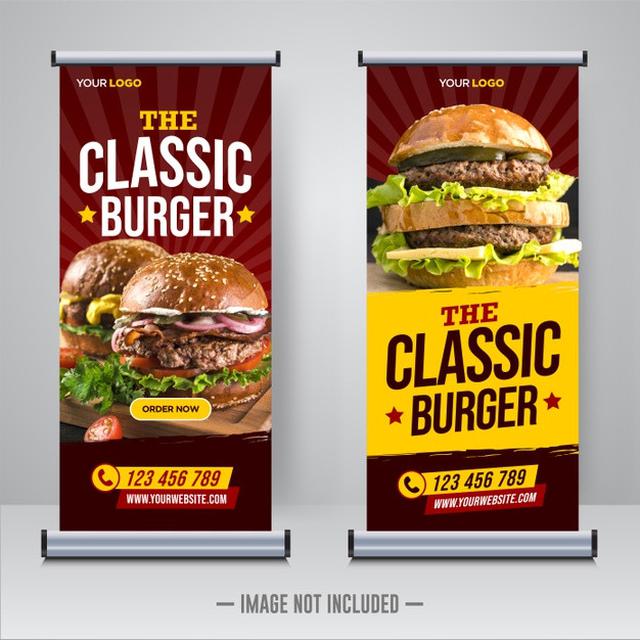 YOUR LOGO
THE
CLASSIC
BURGER
ORDER NOW
123 456 789
WWW.YOURWEBSITE.COM
YOUR LOGO
THE
CLASSIC
BURGER
123 456 789
WWW.YOURWEBSITE.COM
IMAGE NOT INCLUDED